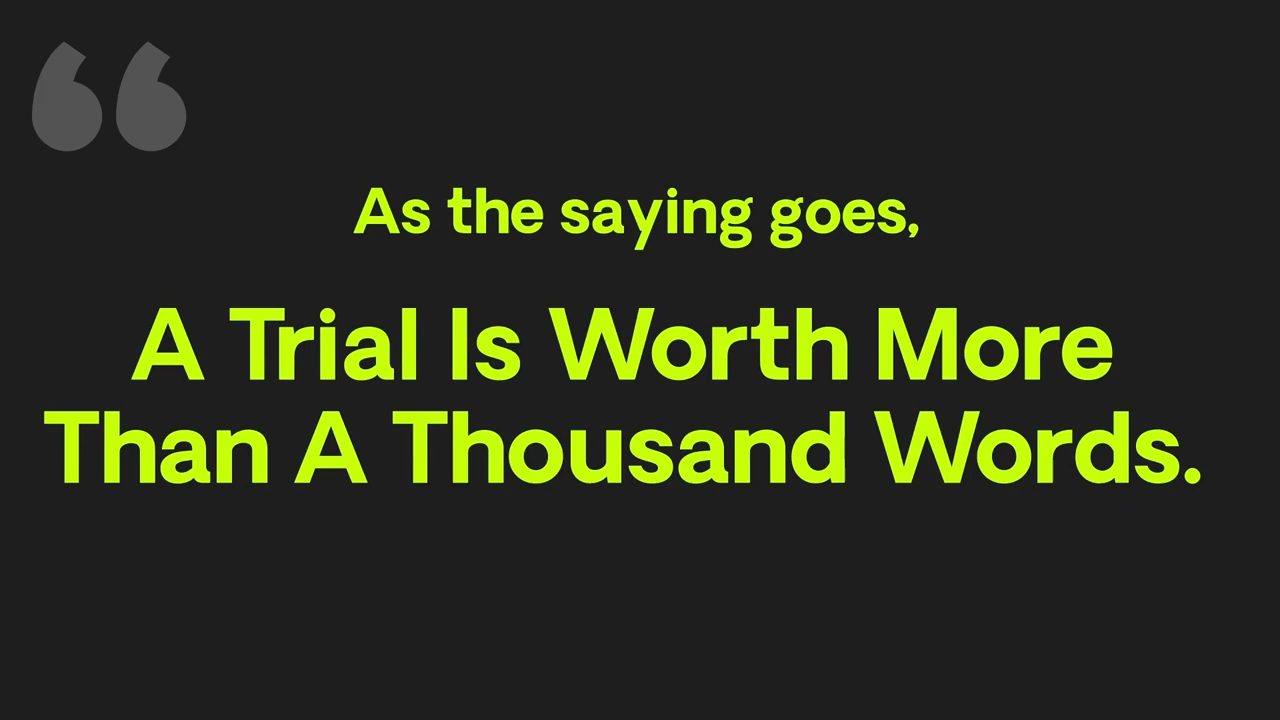 “
As the saying goes,
A Trial Is Worth More
Than A Thousand Words.